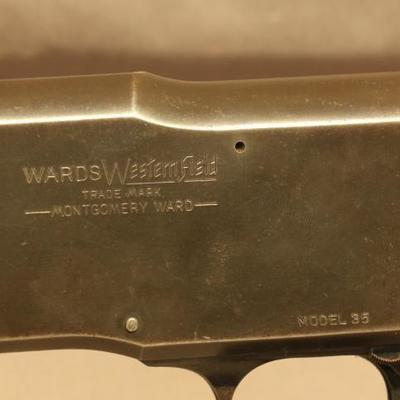 WARDS Western Field
TRADE MARK
MONTGOMERY WARD
MODEL 35